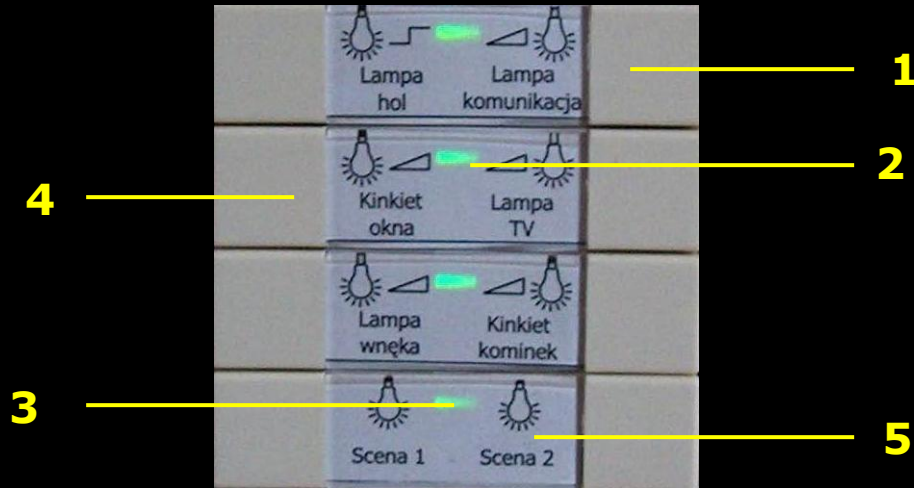 Lampa hol
Lampa komunikacja
1
Kinkiet okna
Lampa TV
2
4
Lampa wnęka
Kinkiet kominek
3
Scena 1
Scena 2
5